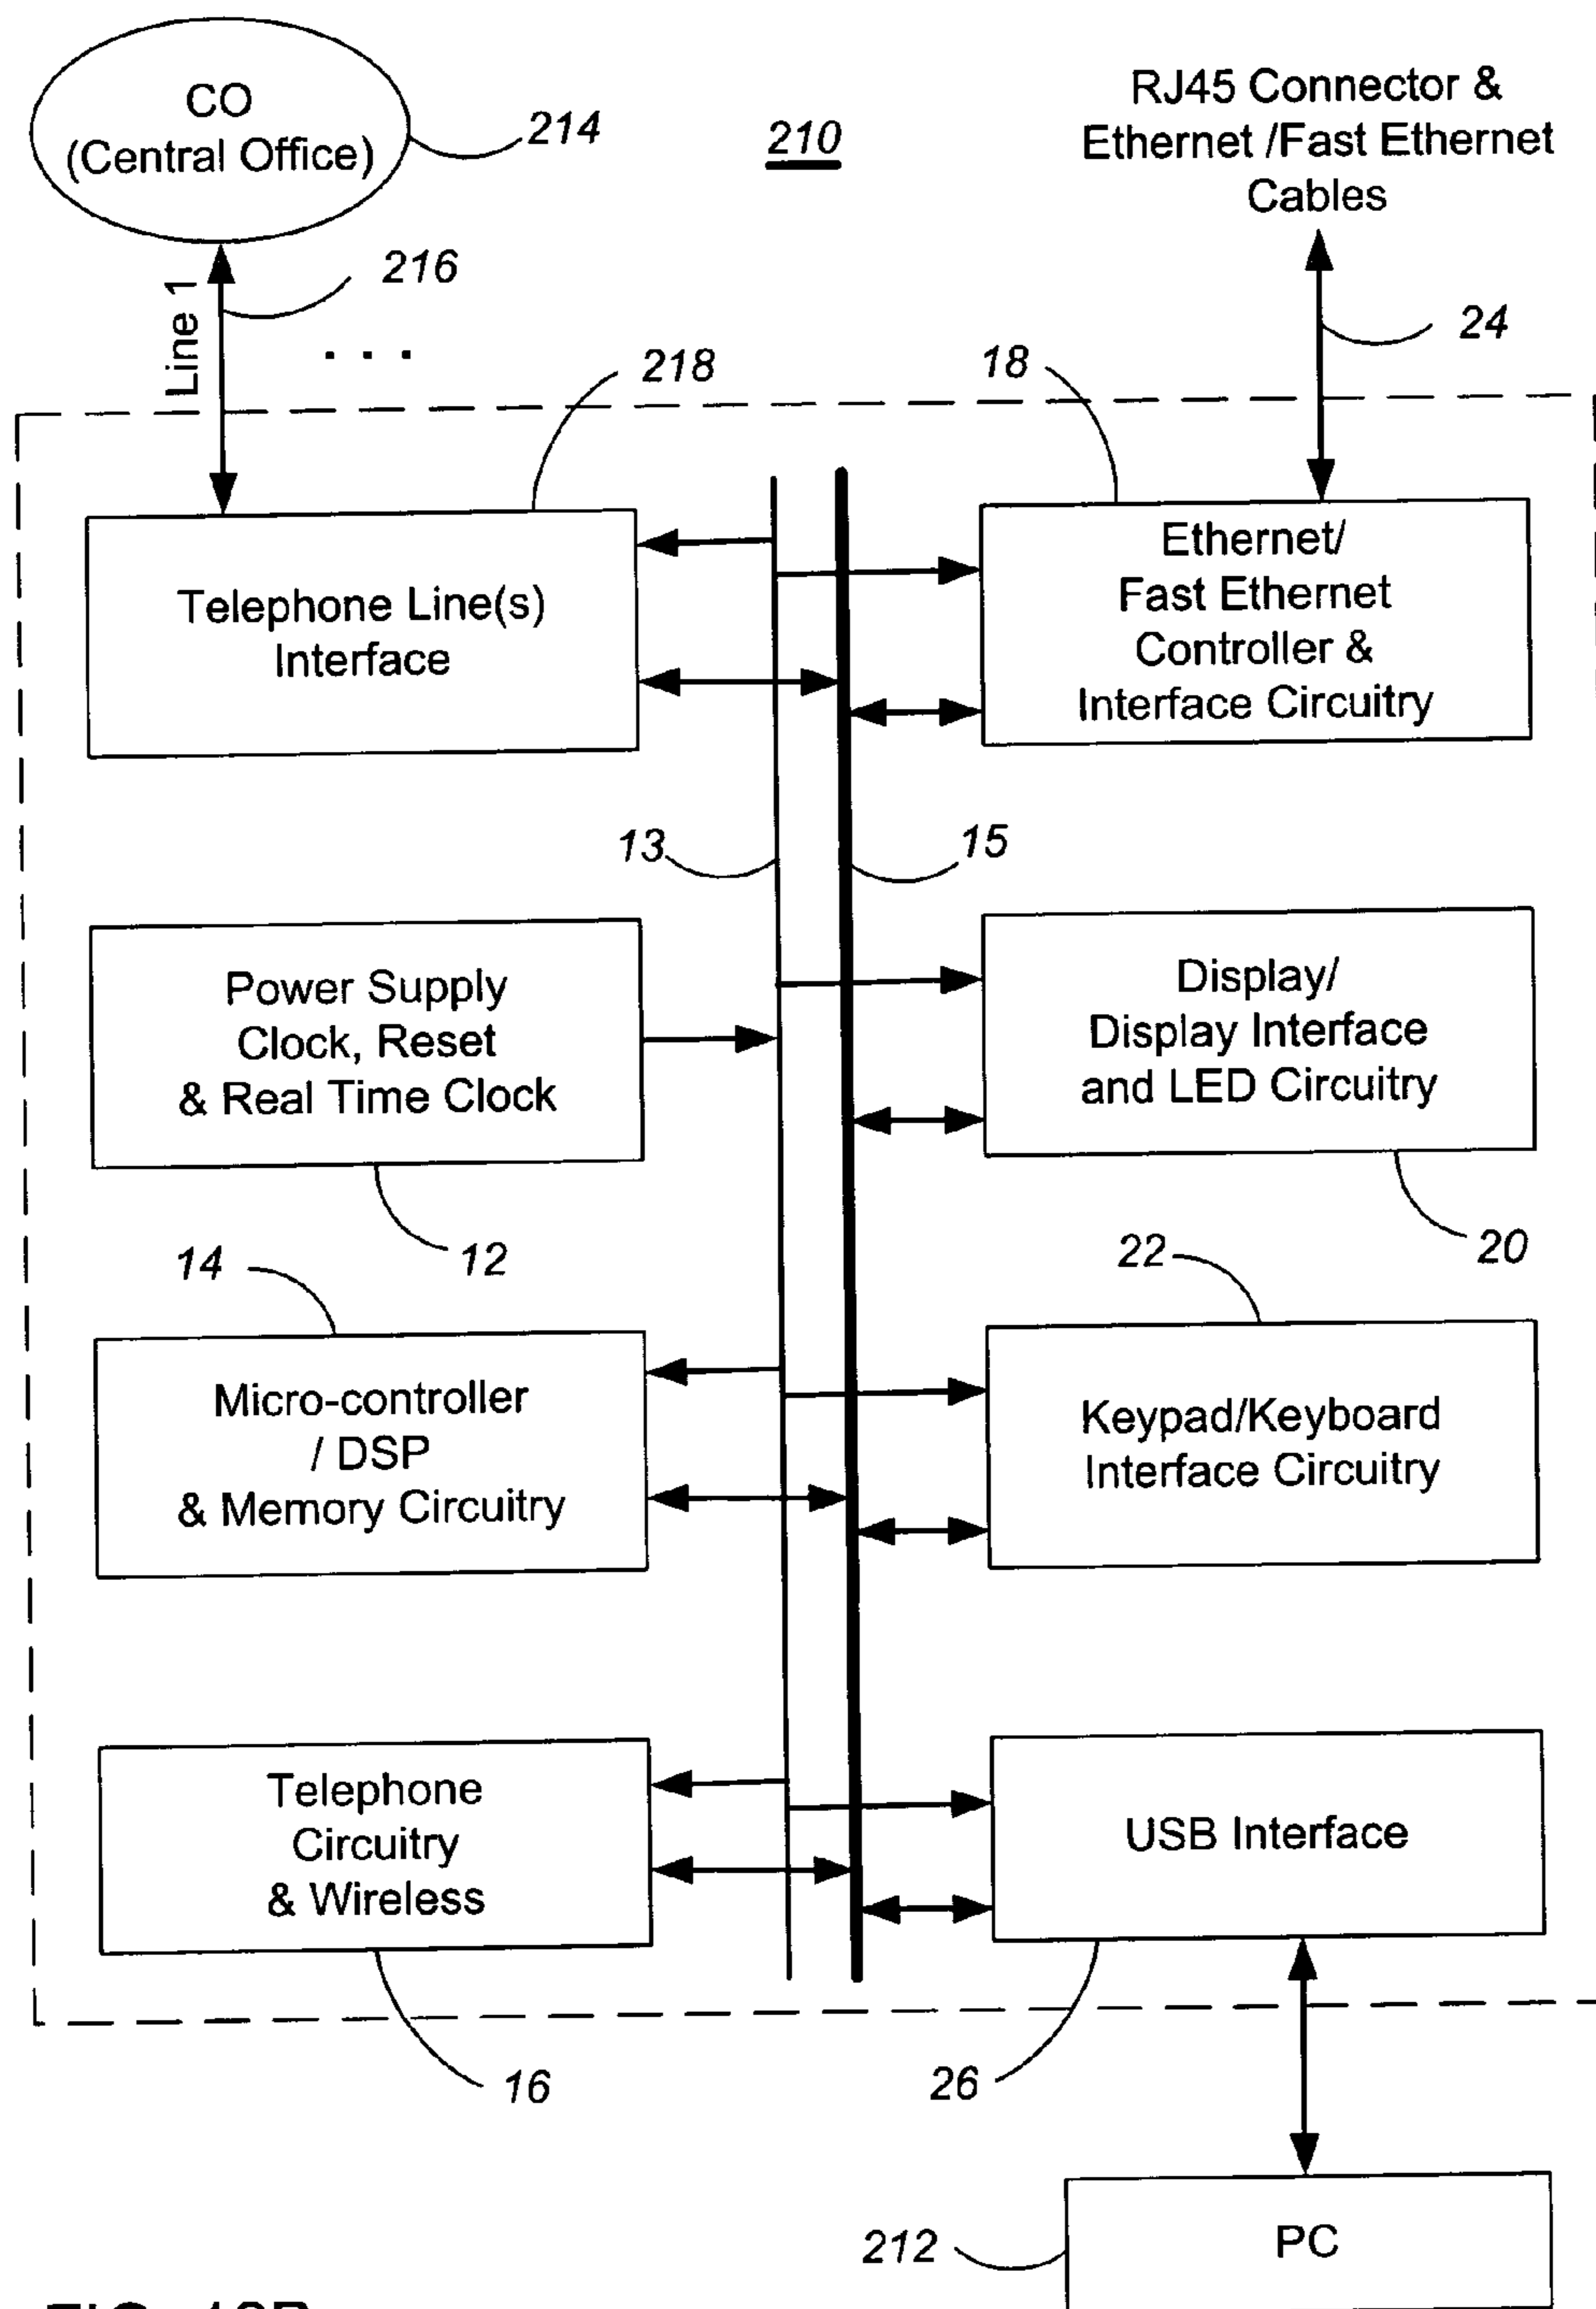 CO
(Central Office)
214
210
RJ45 Connector &
Ethernet /Fast Ethernet
Cables
Line 1
216
. . .
24
218
18
Telephone Line(s)
Interface
Ethernet/
Fast Ethernet
Controller &
Interface Circuitry
13
15
Power Supply
Clock, Reset
& Real Time Clock
Display/
Display Interface
and LED Circuitry
12
20
14
22
Micro-controller
/ DSP
& Memory Circuitry
Keypad/Keyboard
Interface Circuitry
Telephone
Circuitry
& Wireless
USB Interface
16
26
212
PC